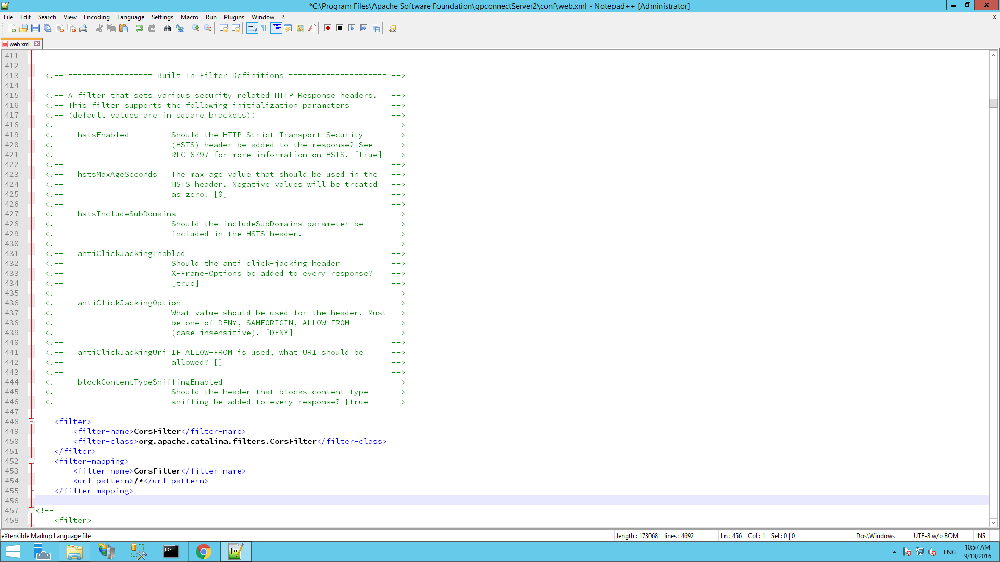 *C:\Program Files\Apache Software Foundation\gpconnectServer2\conf\web.xml - Notepad++ [Administrator]
File Edit Search View Encoding Language Settings Macro Run Plugins Window ? X
web.xml
411
412
413 <!-- ================== Built In Filter Definitions ===================== -->
414
415 <!-- A filter that sets various security related HTTP Response headers. -->
416 <!-- This filter supports the following initialization parameters -->
417 <!-- (default values are in square brackets): -->
418 <!-- -->
419 <!-- hstsEnabled Should the HTTP Strict Transport Security -->
420 <!-- (HSTS) header be added to the response? See -->
421 <!-- RFC 6797 for more information on HSTS. [true] -->
422 <!-- -->
423 <!-- hstsMaxAgeSeconds The max age value that should be used in the -->
424 <!-- HSTS header. Negative values will be treated -->
425 <!-- as zero. [0] -->
426 <!-- -->
427 <!-- hstsIncludeSubDomains -->
428 <!-- Should the includeSubDomains parameter be -->
429 <!-- included in the HSTS header. -->
430 <!-- -->
431 <!-- antiClickJackingEnabled -->
432 <!-- Should the anti click-jacking header -->
433 <!-- X-Frame-Options be added to every response? -->
434 <!-- [true] -->
435 <!-- -->
436 <!-- antiClickJackingOption -->
437 <!-- What value should be used for the header. Must -->
438 <!-- be one of DENY, SAMEORIGIN, ALLOW-FROM -->
439 <!-- (case-insensitive). [DENY] -->
440 <!-- -->
441 <!-- antiClickJackingUri IF ALLOW-FROM is used, what URI should be -->
442 <!-- allowed? [] -->
443 <!-- -->
444 <!-- blockContentTypeSniffingEnabled -->
445 <!-- Should the header that blocks content type -->
446 <!-- sniffing be added to every response? [true] -->
447
448 <filter>
449 <filter-name>CorsFilter</filter-name>
450 <filter-class>org.apache.catalina.filters.CorsFilter</filter-class>
451 </filter>
452 <filter-mapping>
453 <filter-name>CorsFilter</filter-name>
454 <url-pattern>/*</url-pattern>
455 </filter-mapping>
456
457 <!--
458 <filter>
eXtensible Markup Language file length : 173068 lines : 4692 Ln : 456 Col : 1 Sel : 0 | 0 Dos\Windows UTF-8 w/o BOM INS
ENG 10:57 AM
9/13/2016